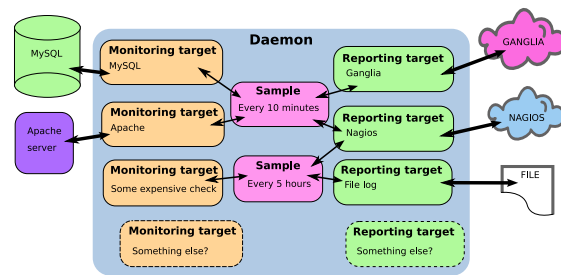 Daemon
MySQL
Monitoring target
MySQL
Reporting target
Ganglia
GANGLIA
Sample
Every 10 minutes
Apache
server
Monitoring target
Apache
Reporting target
Nagios
NAGIOS
Monitoring target
Some expensive check
Sample
Every 5 hours
Reporting target
File log
FILE
Monitoring target
Something else?
Reporting target
Something else?